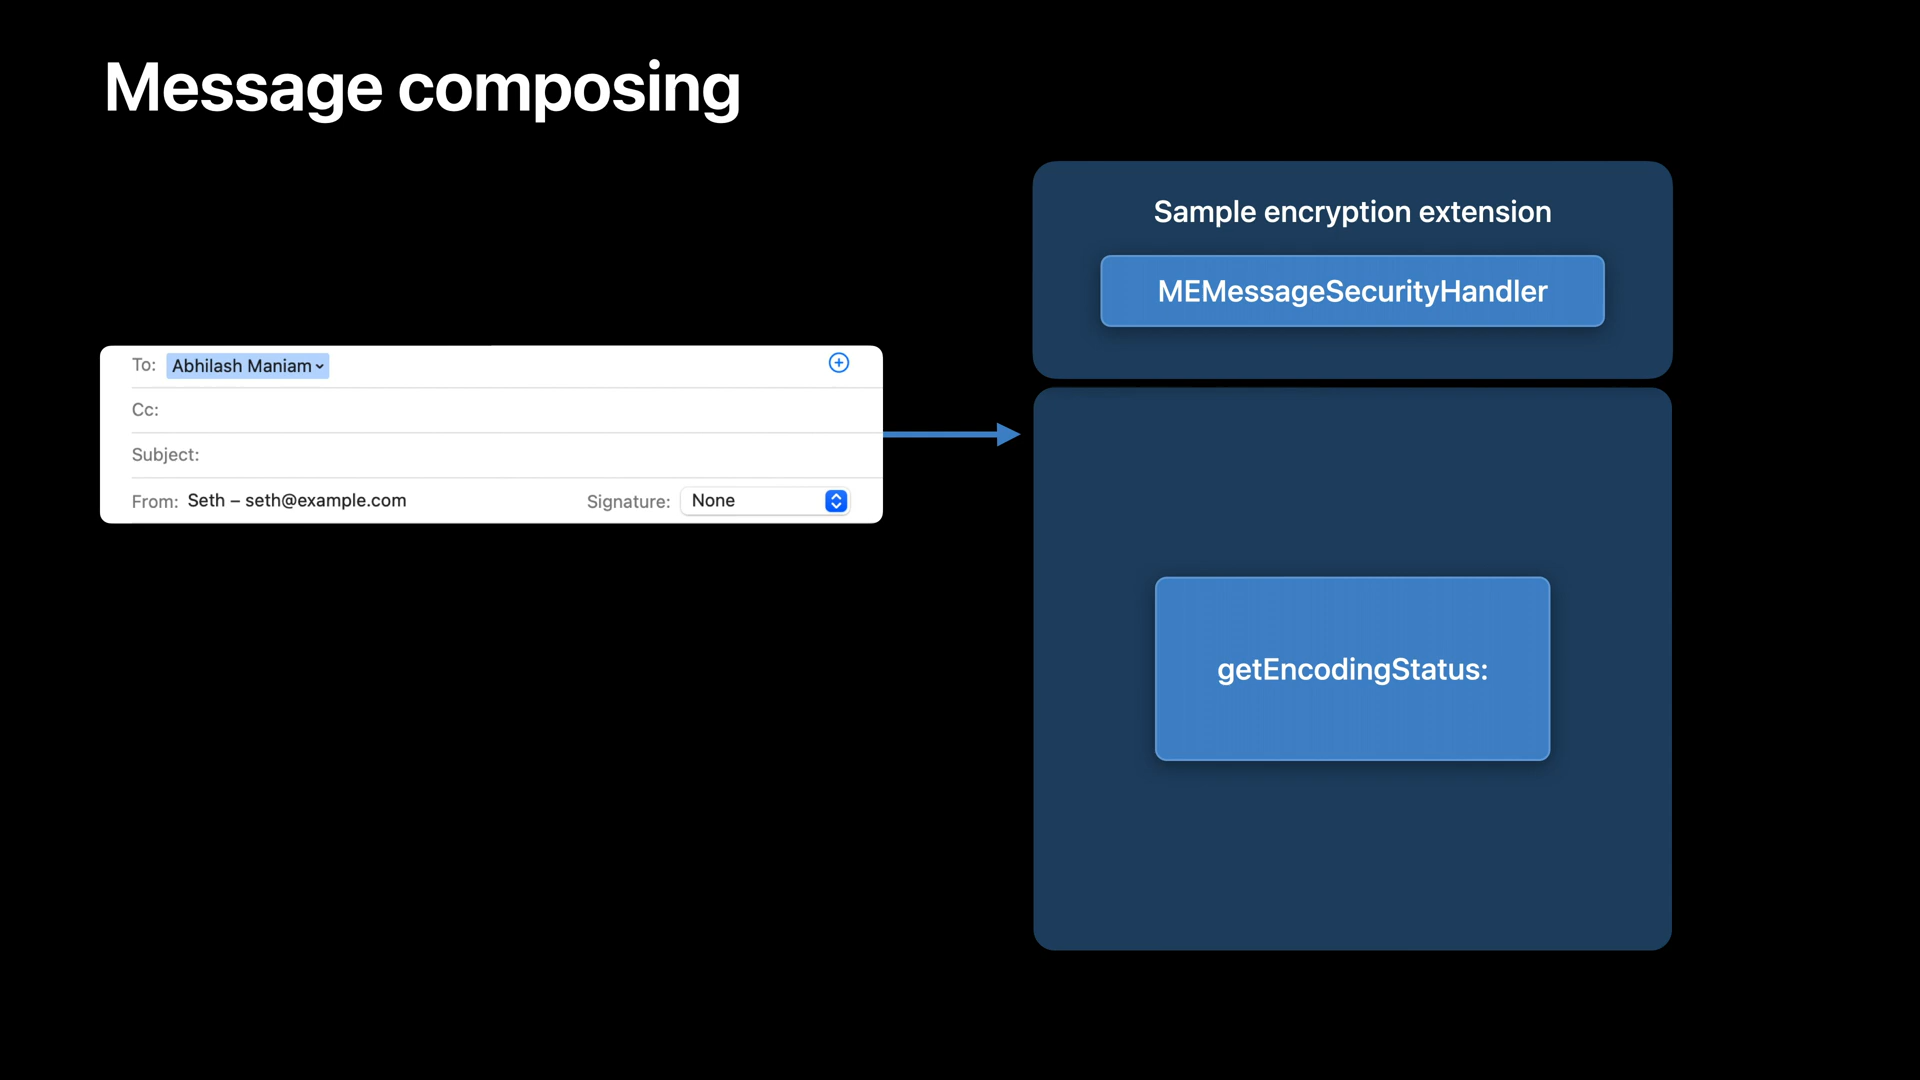 Message composing
Sample encryption extension
MEMessageSecurityHandler
To: Abhilash Maniam
Cc:
Subject:
From: Seth – seth@example.com Signature: None
getEncodingStatus: